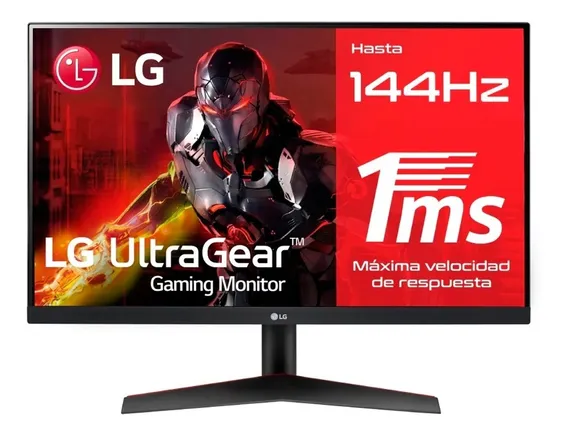 LG
LG UltraGear™
Gaming Monitor
Hasta
144Hz
1ms
Máxima velocidad
de respuesta
LG